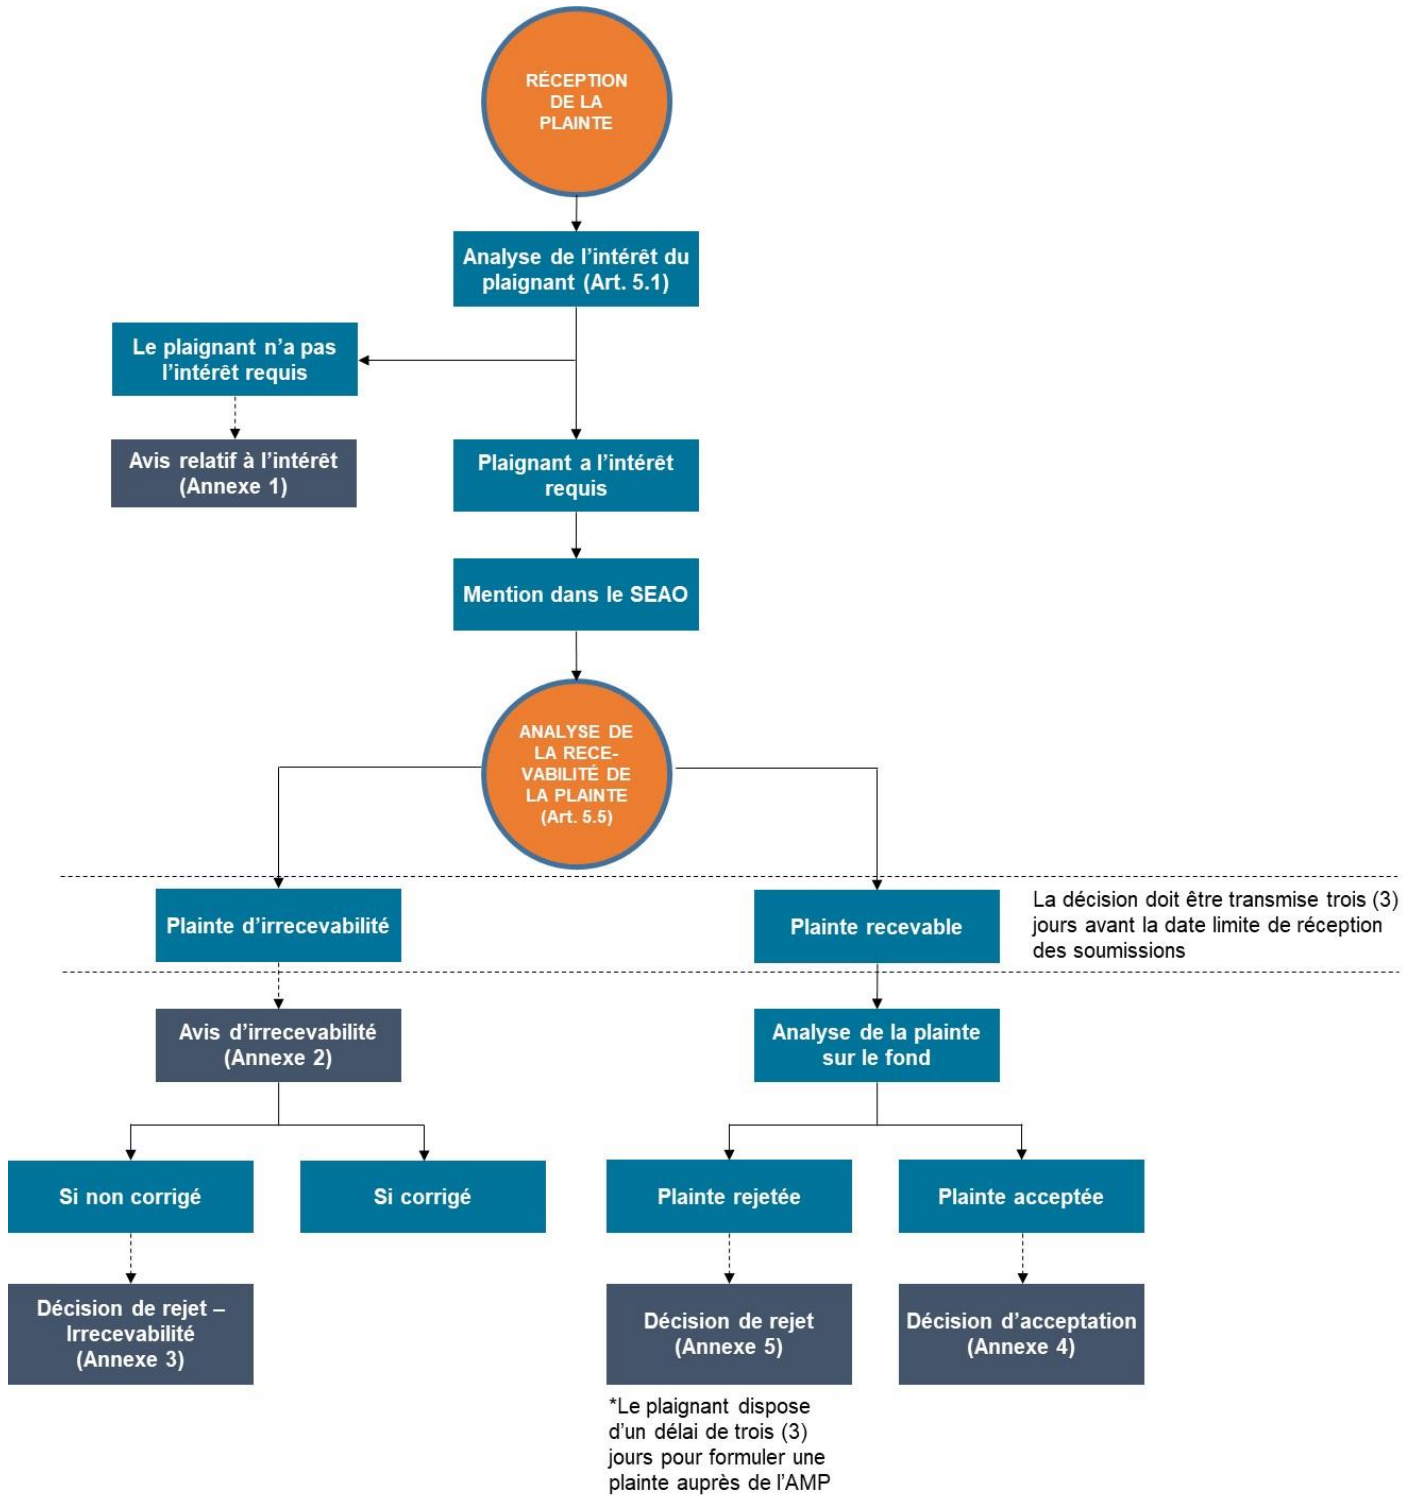 RÉCEPTION
DE LA
PLAINTE
Analyse de l’intérêt du
plaignant (Art. 5.1)
Le plaignant n’a pas
l’intérêt requis
Avis relatif à l’intérêt
(Annexe 1)
Plaignant a l’intérêt
requis
Mention dans le SEAO
ANALYSE DE
LA RECE-
VABILITÉ DE
LA PLAINTE
(Art. 5.5)
Plainte d’irrecevabilité
Plainte recevable
La décision doit être transmise trois (3)
jours avant la date limite de réception
des soumissions
Avis d’irrecevabilité
(Annexe 2)
Analyse de la plainte
sur le fond
Si non corrigé
Si corrigé
Plainte rejetée
Plainte acceptée
Décision de rejet –
Irrecevabilité
(Annexe 3)
Décision de rejet
(Annexe 5)
Décision d’acceptation
(Annexe 4)
*Le plaignant dispose
d’un délai de trois (3)
jours pour formuler une
plainte auprès de l’AMP